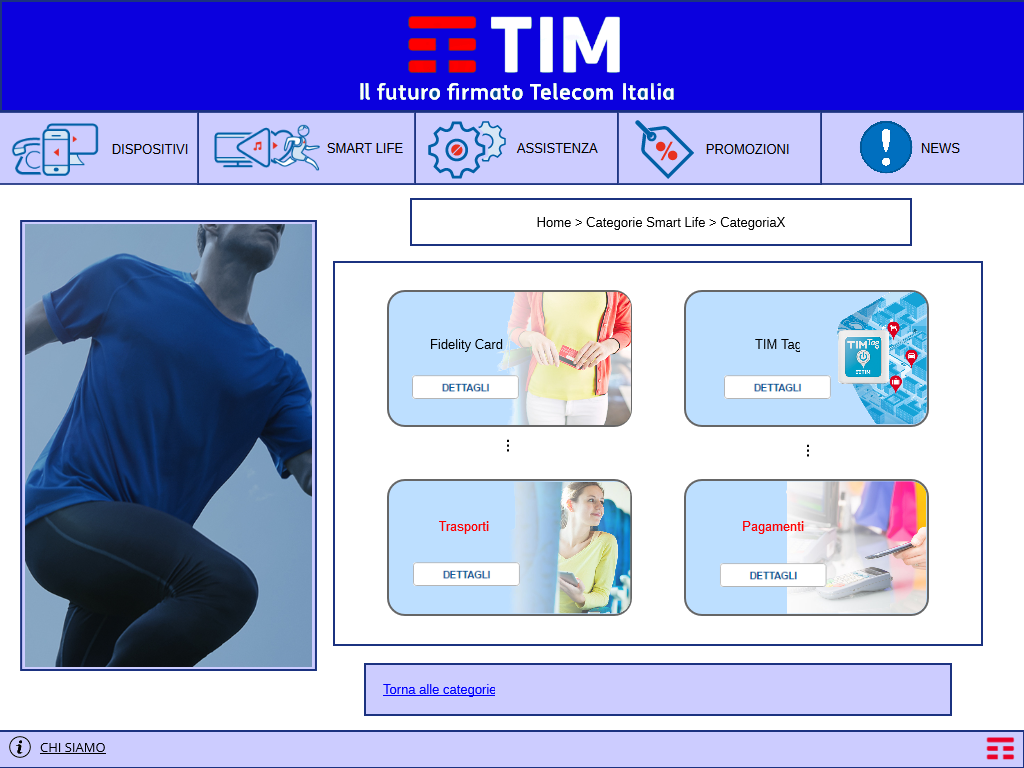 TIM
Il futuro firmato Telecom Italia
DISPOSITIVI
SMART LIFE
ASSISTENZA
PROMOZIONI
NEWS
Home > Categorie Smart Life > CategoriaX
Fidelity Card
DETTAGLI
TIM Tag
DETTAGLI
TIM Tag
TIM
Trasporti
DETTAGLI
Pagamenti
DETTAGLI
Torna alle categorie
CHI SIAMO